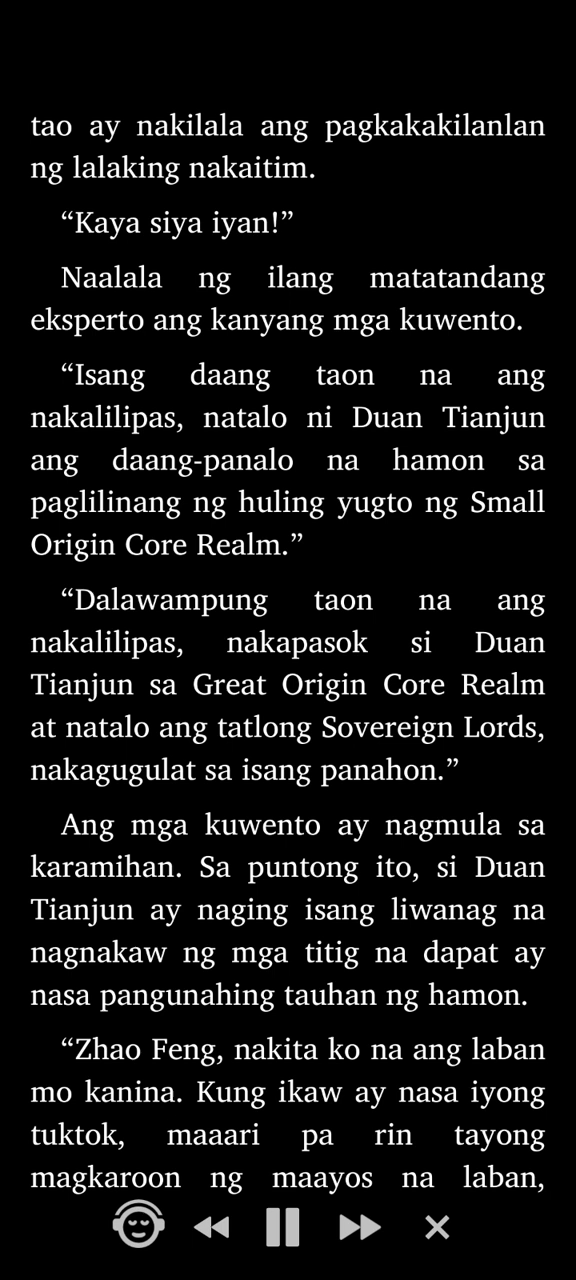 tao ay nakilala ang pagkakakilanlan
ng lalaking nakaitim.
“Kaya siya iyan!”
Naalala ng ilang matatandang
eksperto ang kanyang mga kuwento.
“Isang daang taon na ang
nakalilipas, natalo ni Duan Tianjun
ang daang-panalo na hamon sa
paglilinang ng huling yugto ng Small
Origin Core Realm.”
“Dalawampung taon na ang
nakalilipas, nakapasok si Duan
Tianjun sa Great Origin Core Realm
at natalo ang tatlong Sovereign Lords,
nakagugulat sa isang panahon.”
Ang mga kuwento ay nagmula sa
karamihan. Sa puntong ito, si Duan
Tianjun ay naging isang liwanag na
nagnakaw ng mga titig na dapat ay
nasa pangunahing tauhan ng hamon.
“Zhao Feng, nakita ko na ang laban
mo kanina. Kung ikaw ay nasa iyong
tuktok, maaari pa rin tayong
magkaroon ng maayos na laban,